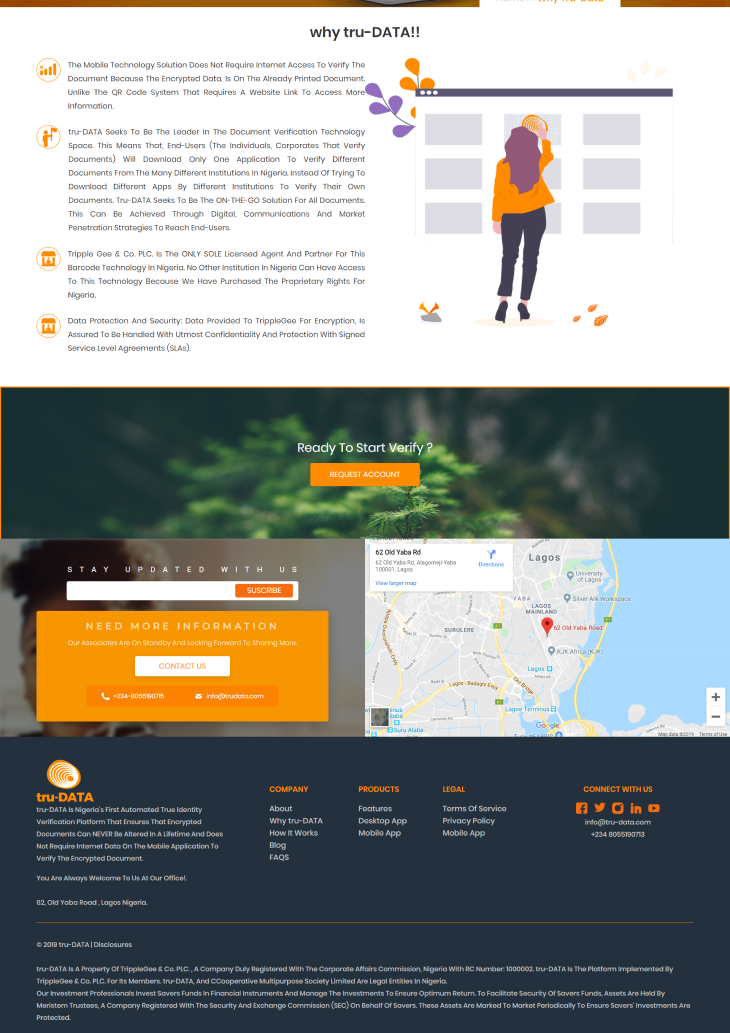 why tru-DATA!!
The Mobile Technology Solution Does Not Require Internet Access To Verify The
Document Because The Encrypted Data, Is On The Already Printed Document.
Unlike The QR Code System That Requires A Website Link To Access More
Information.
tru-DATA Seeks To Be The Leader In The Document Verification Technology
Space. This Means That, End-Users (The Individuals, Corporates That Verify
Documents) Will Download Only One Application To Verify Different
Documents From The Many Different Institutions In Nigeria. Instead Of Trying To
Download Different Apps By Different Institutions To Verify Their Own
Documents. Tru-DATA Seeks To Be The ON-THE-GO Solution For All Documents.
This Can Be Achieved Through Digital, Communications And Market
Penetration Strategies To Reach End-Users.
Tripple Gee & Co. PLC. Is The ONLY SOLE Licensed Agent And Partner For This
Barcode Technology In Nigeria. No Other Institution In Nigeria Can Have Access
To This Technology Because We Have Purchased The Proprietary Rights For
Nigeria.
Data Protection And Security: Data Provided To TrippleGee For Encryption, Is
Assured To Be Handled With Utmost Confidentiality And Protection With Signed
Service Level Agreements (SLAs).
Ready To Start Verify ?
REQUEST ACCOUNT
STAY UPDATED WITH US
SUSCRIBE
NEED MORE INFORMATION
Our Associates Are On Standby And Looking Forward To Sharing More.
CONTACT US
+234-8055190715 info@trudata.com
62 Old Yaba Rd
62 Old Yaba Rd, Alagomeji-Yaba
100001, Lagos
Directions
View larger map
Lagos
University
of Lagos
Silver Ark Workspace
YABA
LAGOS
MAINLAND
SURULERE
A1
62 Old Yaba Road
KJK Africa (KJK)
Lagos
Lagos - Badagry Expy
Eko Bridge
Lagos Terminus
Suru Alaba
Google
Map data ©2019 Terms of Use
tru-DATA
tru-DATA Is Nigeria's First Automated True Identity
Verification Platform That Ensures That Encrypted
Documents Can NEVER Be Altered In A Lifetime And Does
Not Require Internet Data On The Mobile Application To
Verify The Encrypted Document.
You Are Always Welcome To Us At Our Office!.
62, Old Yaba Road , Lagos Nigeria.
COMPANY
About
Why tru-DATA
How It Works
Blog
FAQS
PRODUCTS
Features
Desktop App
Mobile App
LEGAL
Terms Of Service
Privacy Policy
Mobile App
CONNECT WITH US
info@tru-data.com
+234 8055190713
© 2019 tru-DATA | Disclosures
tru-DATA Is A Property Of TrippleGee & Co. PLC. , A Company Duly Registered With The Corporate Affairs Commission, Nigeria With RC Number: 1000002. tru-DATA Is The Platform Implemented By
TrippleGee & Co. PLC. For Its Members. tru-DATA, And CCooperative Multipurpose Society Limited Are Legal Entities In Nigeria.
Our Investment Professionals Invest Savers Funds In Financial Instruments And Manage The Investments To Ensure Optimum Return. To Facilitate Security Of Savers Funds, Assets Are Held By
Meristem Trustees, A Company Registered With The Security And Exchange Commission (SEC) On Behalf Of Savers. These Assets Are Marked To Market Periodically To Ensure Savers' Investments Are
Protected.